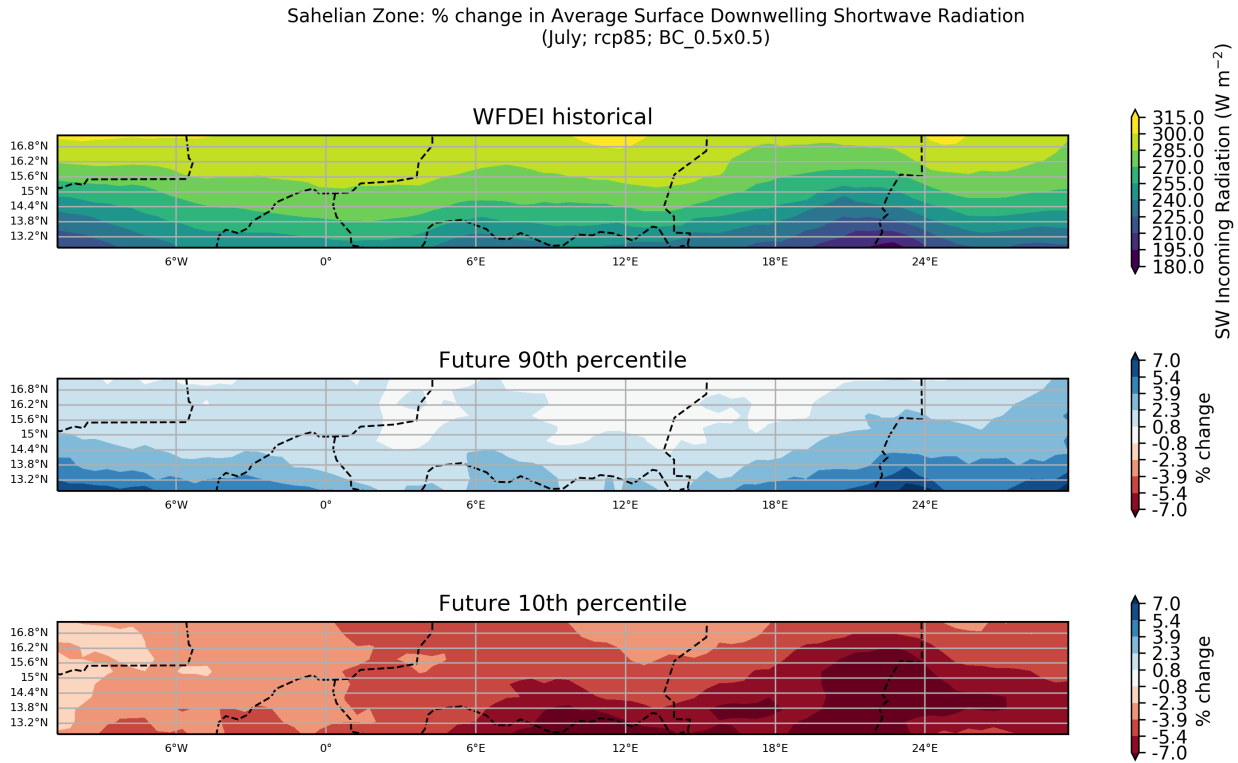 Sahelian Zone: % change in Average Surface Downwelling Shortwave Radiation
(July; rcp85; BC_0.5x0.5)
WFDEI historical
16.8°N
16.2°N
15.6°N
15°N
14.4°N
13.8°N
13.2°N
6°W 0° 6°E 12°E 18°E 24°E
315.0
300.0
285.0
270.0
255.0
240.0
225.0
210.0
195.0
180.0
SW Incoming Radiation (W m⁻²)
Future 90th percentile
16.8°N
16.2°N
15.6°N
15°N
14.4°N
13.8°N
13.2°N
6°W 0° 6°E 12°E 18°E 24°E
7.0
5.4
3.9
2.3
0.8
-0.8
-2.3
-3.9
-5.4
-7.0
% change
Future 10th percentile
16.8°N
16.2°N
15.6°N
15°N
14.4°N
13.8°N
13.2°N
6°W 0° 6°E 12°E 18°E 24°E
7.0
5.4
3.9
2.3
0.8
-0.8
-2.3
-3.9
-5.4
-7.0
% change